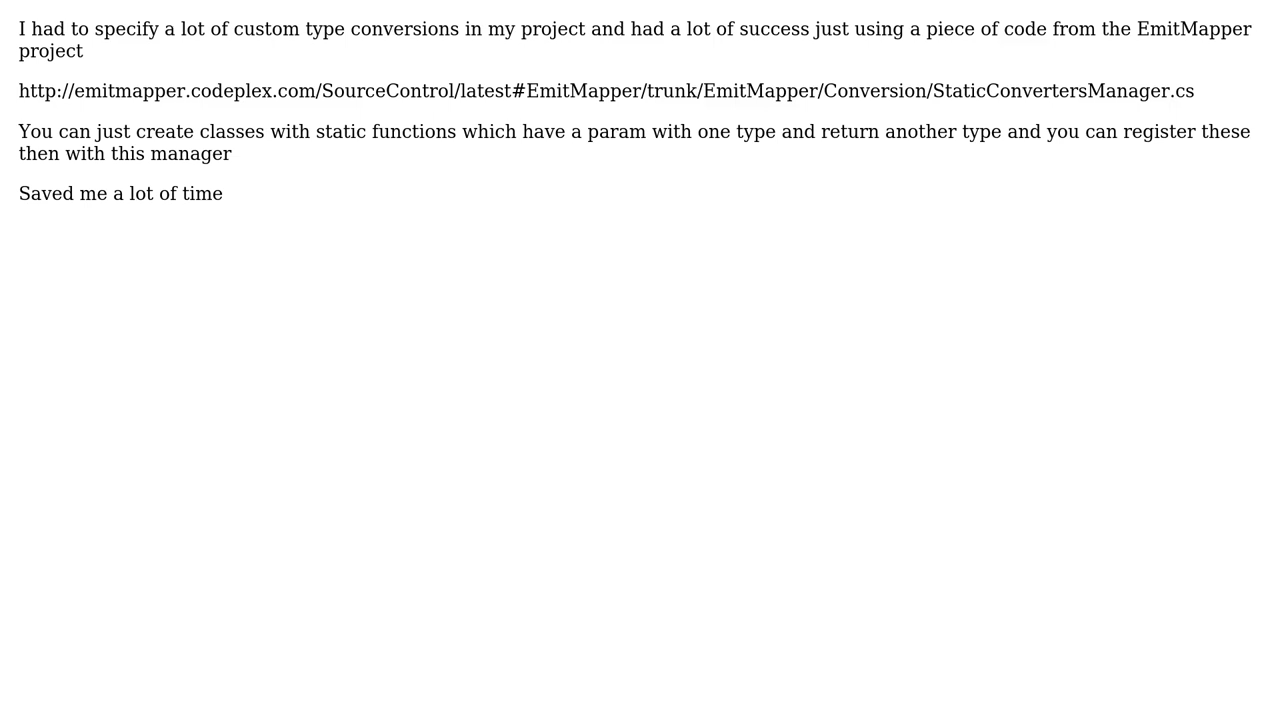 I had to specify a lot of custom type conversions in my project and had a lot of success just using a piece of code from the EmitMapper
project
http://emitmapper.codeplex.com/SourceControl/latest#EmitMapper/trunk/EmitMapper/Conversion/StaticConvertersManager.cs
You can just create classes with static functions which have a param with one type and return another type and you can register these
then with this manager
Saved me a lot of time